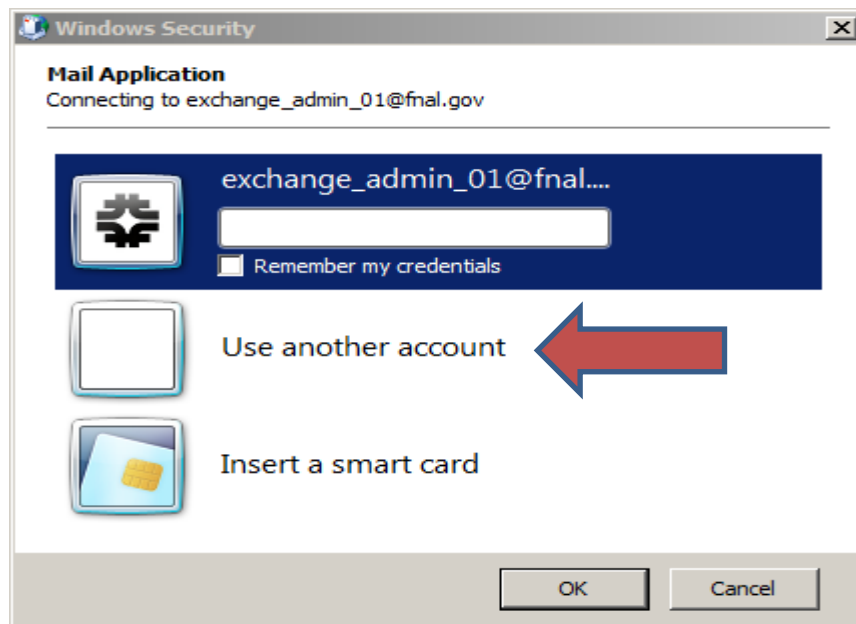 Windows Security
Mail Application
Connecting to exchange_admin_01@fnal.gov
exchange_admin_01@fnal....
Remember my credentials
Use another account
Insert a smart card
OK
Cancel